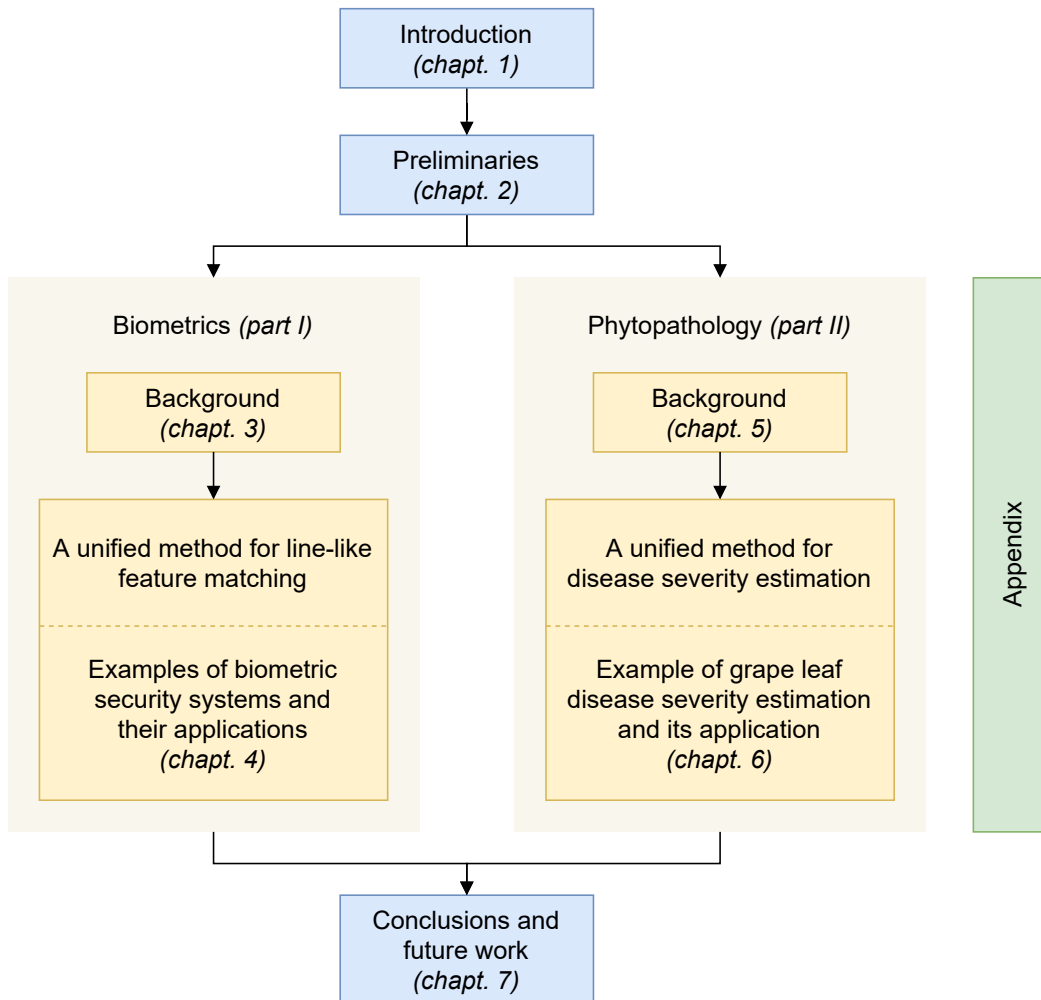 Introduction
(chapt. 1)
Preliminaries
(chapt. 2)
Biometrics (part I)
Background
(chapt. 3)
A unified method for line-like
feature matching
Examples of biometric
security systems and
their applications
(chapt. 4)
Phytopathology (part II)
Background
(chapt. 5)
A unified method for
disease severity estimation
Example of grape leaf
disease severity estimation
and its application
(chapt. 6)
Appendix
Conclusions and
future work
(chapt. 7)